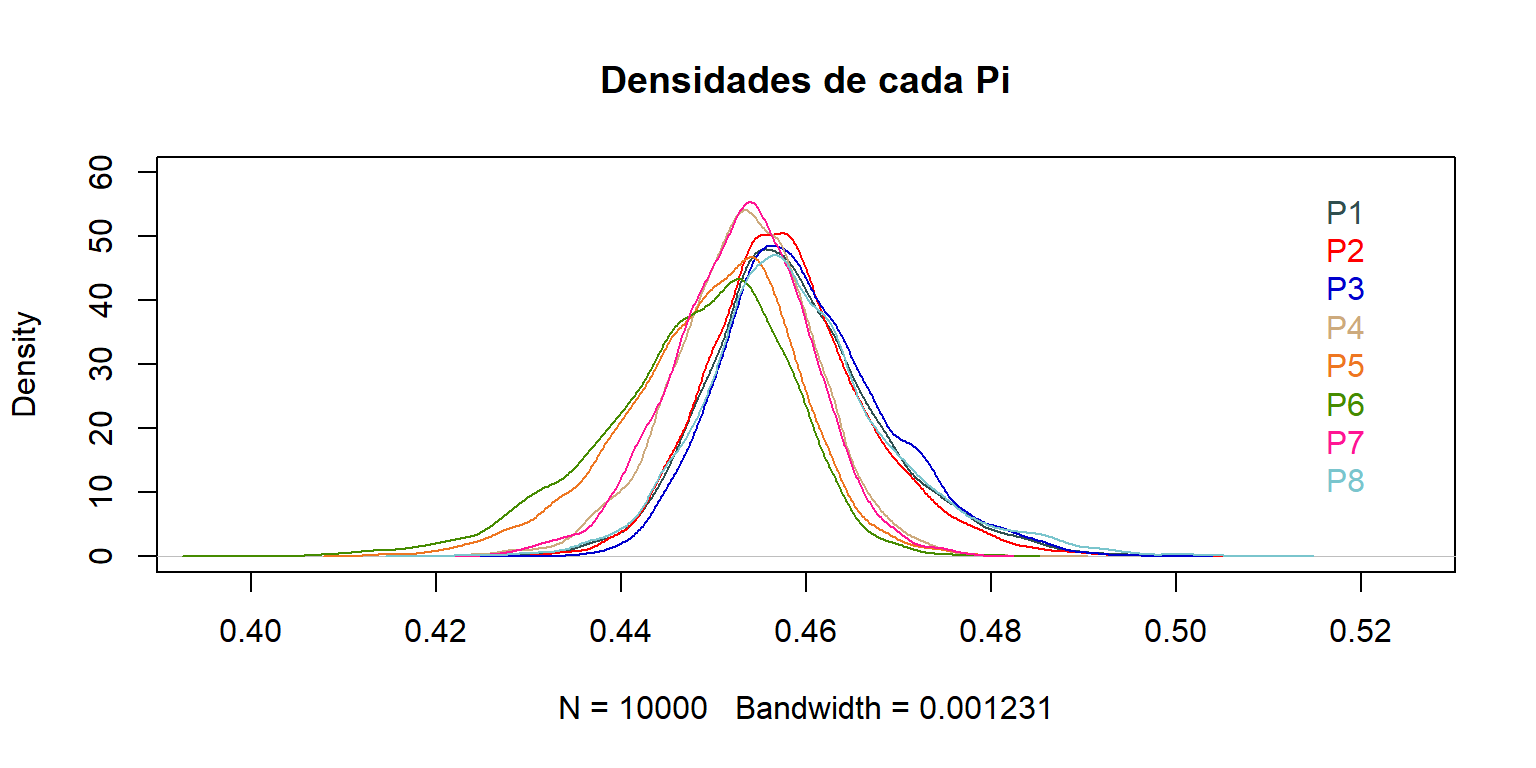 Densidades de cada Pi
Density
60
50
40
30
20
10
0
P1
P2
P3
P4
P5
P6
P7
P8
0.40 0.42 0.44 0.46 0.48 0.50 0.52
N = 10000 Bandwidth = 0.001231